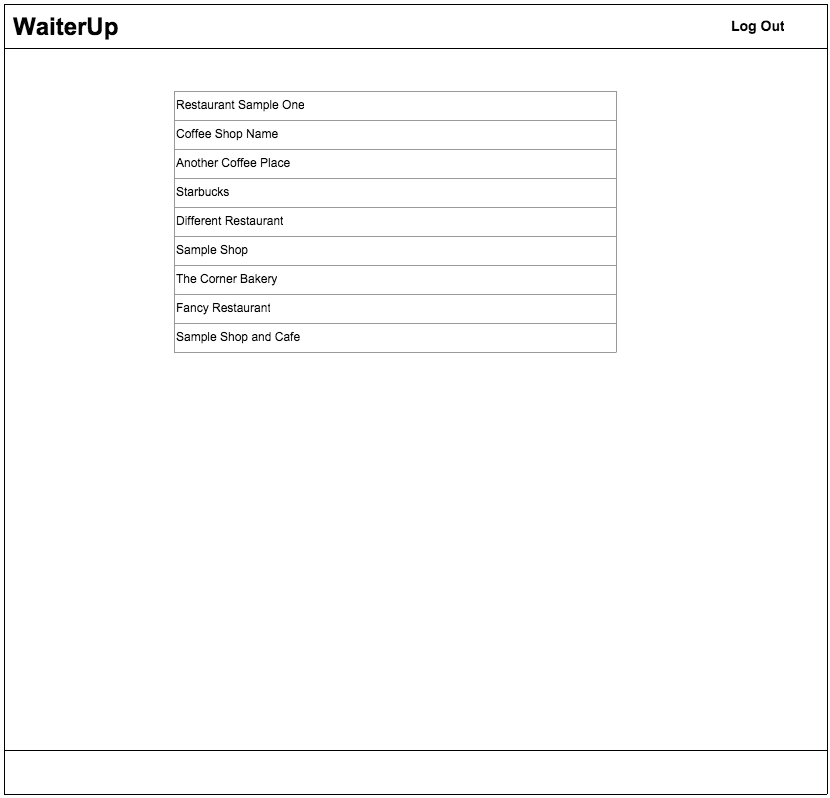 WaiterUp
Log Out
Restaurant Sample One
Coffee Shop Name
Another Coffee Place
Starbucks
Different Restaurant
Sample Shop
The Corner Bakery
Fancy Restaurant
Sample Shop and Cafe